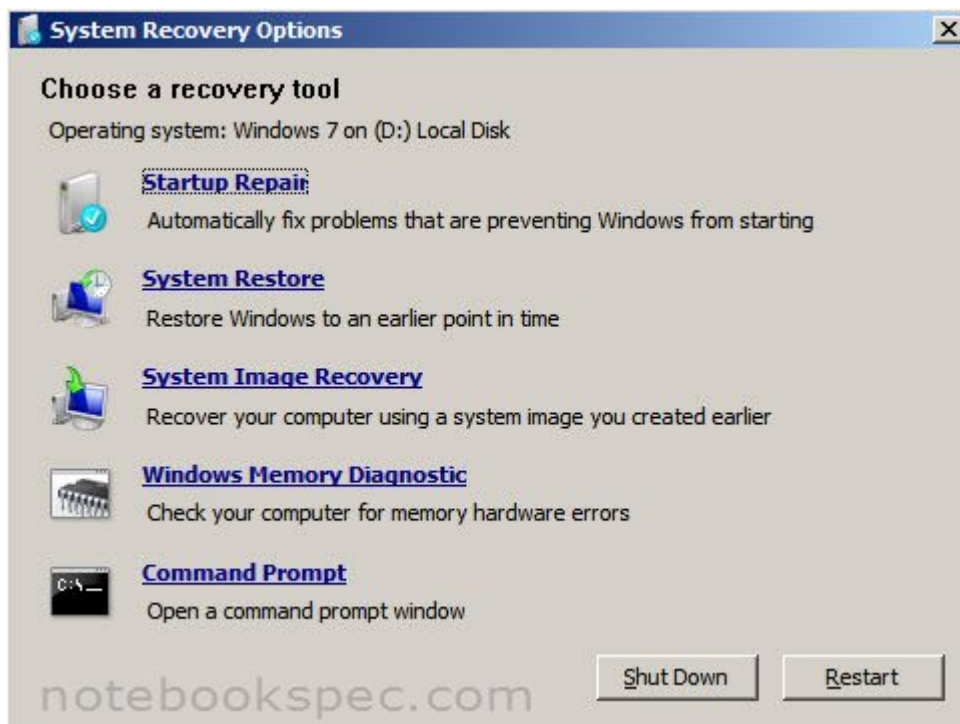 System Recovery Options
Choose a recovery tool
Operating system: Windows 7 on (D:) Local Disk
Startup Repair
Automatically fix problems that are preventing Windows from starting
System Restore
Restore Windows to an earlier point in time
System Image Recovery
Recover your computer using a system image you created earlier
Windows Memory Diagnostic
Check your computer for memory hardware errors
C:\_
Command Prompt
Open a command prompt window
Shut Down
Restart
notebookspec.com